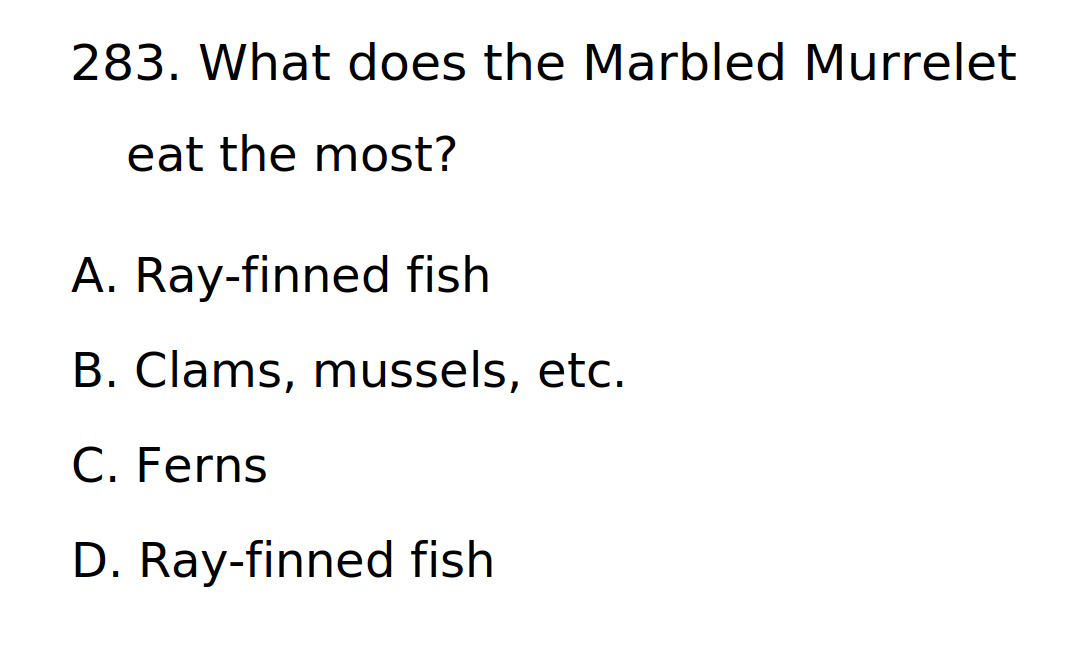 283. What does the Marbled Murrelet
eat the most?
A. Ray-finned fish
B. Clams, mussels, etc.
C. Ferns
D. Ray-finned fish